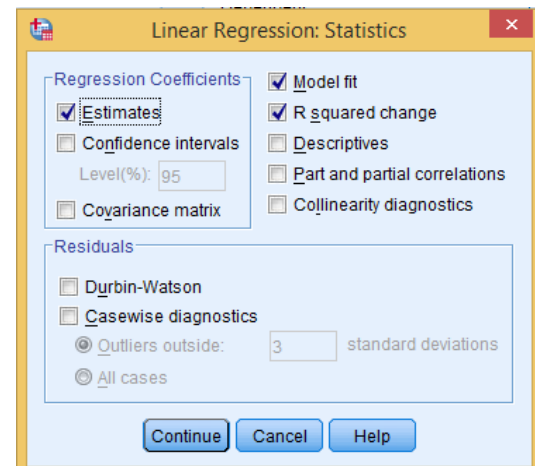 Linear Regression: Statistics
Regression Coefficients
Estimates
Confidence intervals
Level(%): 95
Covariance matrix
Model fit
R squared change
Descriptives
Part and partial correlations
Collinearity diagnostics
Residuals
Durbin-Watson
Casewise diagnostics
Outliers outside: 3 standard deviations
All cases
Continue Cancel Help